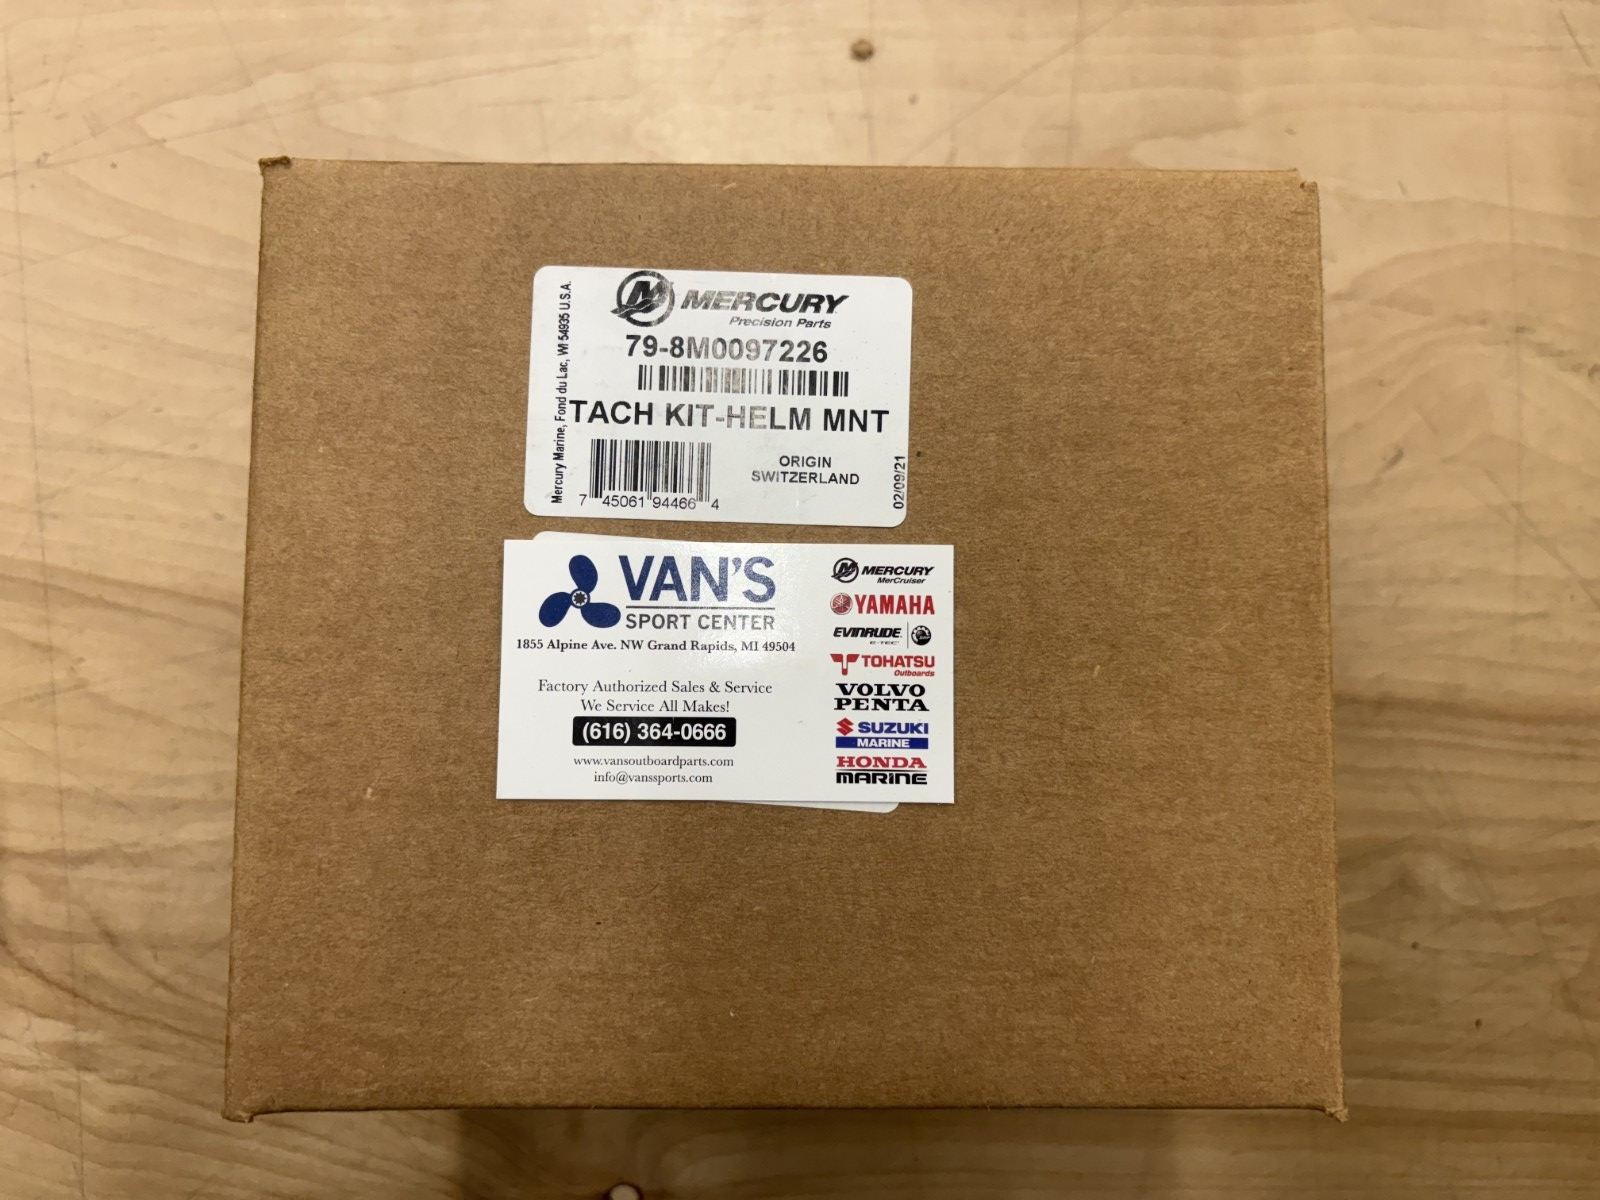 MERCURY
Precision Parts
79-8M0097226
TACH KIT-HELM MNT
7 45061 94466 4
ORIGIN
SWITZERLAND
02/09/21
Mercury Marine, Fond du Lac, WI 54935 U.S.A.
VAN'S
SPORT CENTER
1855 Alpine Ave. NW Grand Rapids, MI 49504
Factory Authorized Sales & Service
We Service All Makes!
(616) 364-0666
www.vansoutboardparts.com
info@vanssports.com
MERCURY
MerCruiser
YAMAHA
EVINRUDE
E-TEC
TOHATSU
Outboards
VOLVO
PENTA
SUZUKI
MARINE
HONDA
MARINE